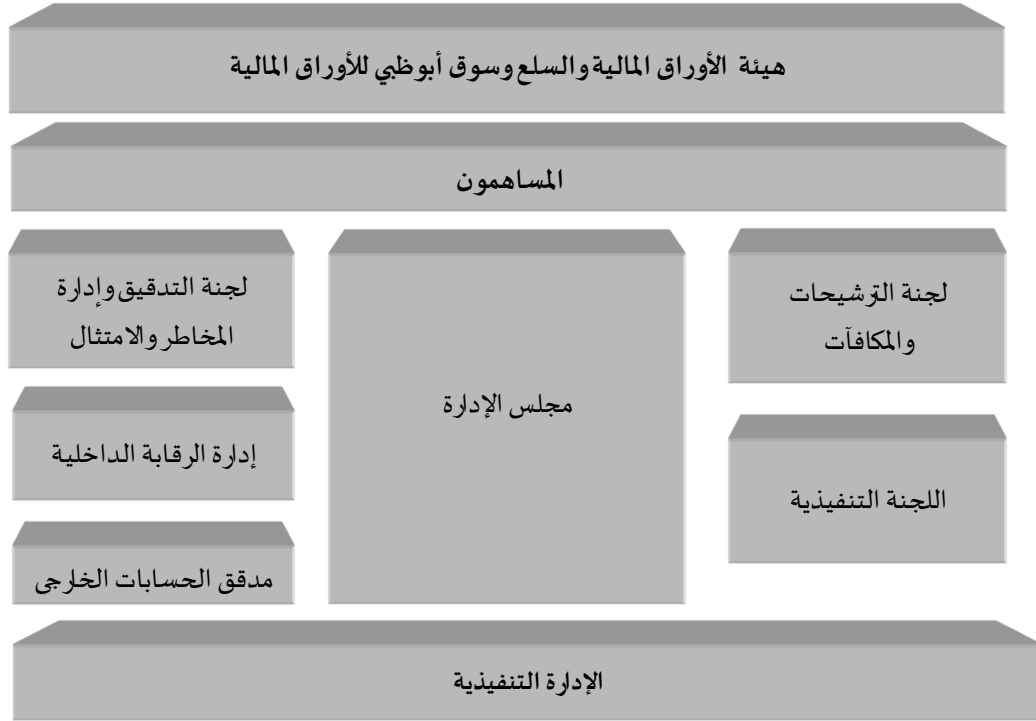 هيئة الأوراق المالية والسلع وسوق أبوظبي للأوراق المالية
المساهمون
لجنة الترشيحات
والمكافآت
اللجنة التنفيذية
مجلس الإدارة
لجنة التدقيق وإدارة
المخاطر والامتثال
إدارة الرقابة الداخلية
مدقق الحسابات الخارجي
الإدارة التنفيذية